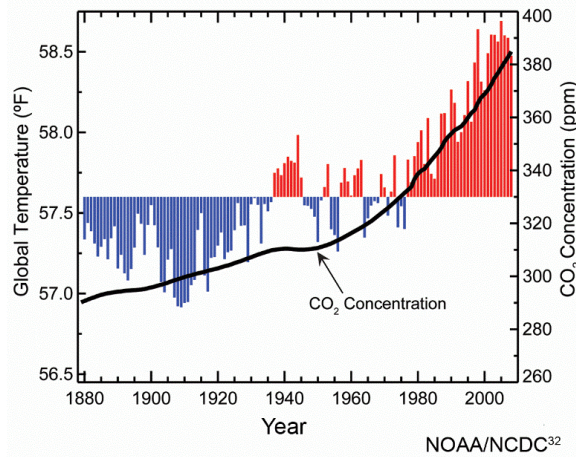 58.5
58.0
57.5
57.0
56.5
Global Temperature (ºF)
400
380
360
340
320
300
280
260
CO₂ Concentration (ppm)
CO₂ Concentration
1880 1900 1920 1940 1960 1980 2000
Year
NOAA/NCDC³²